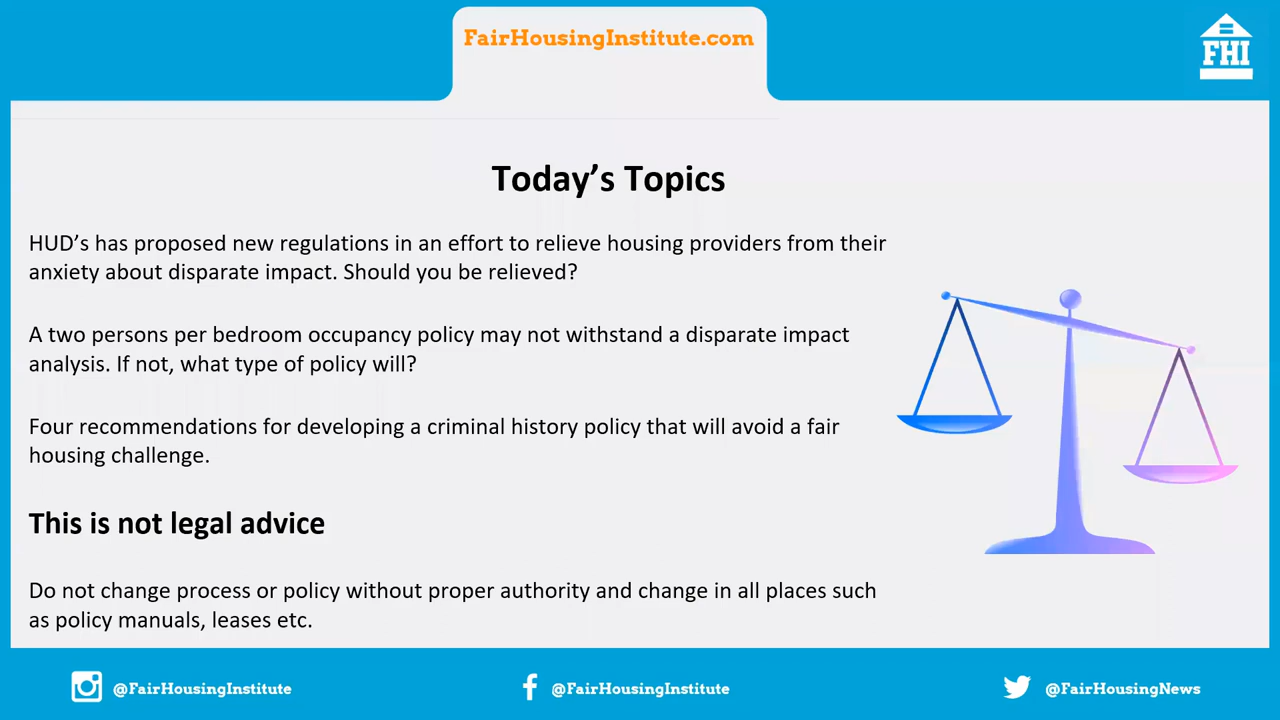 FairHousingInstitute.com
FHI
Today's Topics
HUD's has proposed new regulations in an effort to relieve housing providers from their
anxiety about disparate impact. Should you be relieved?
A two persons per bedroom occupancy policy may not withstand a disparate impact
analysis. If not, what type of policy will?
Four recommendations for developing a criminal history policy that will avoid a fair
housing challenge.
This is not legal advice
Do not change process or policy without proper authority and change in all places such
as policy manuals, leases etc.
@FairHousingInstitute
@FairHousingInstitute
@FairHousingNews